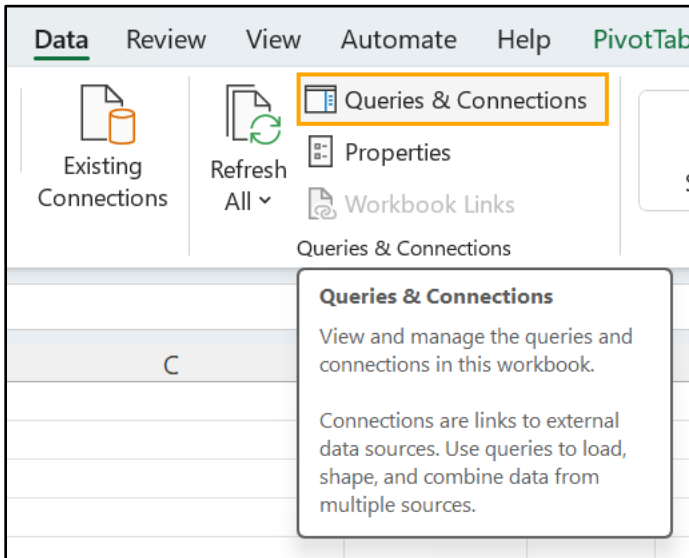 Data Review View Automate Help PivotTab
Existing
Connections
Refresh
All
Queries & Connections
Properties
Workbook Links
Queries & Connections
Queries & Connections
View and manage the queries and
connections in this workbook.
Connections are links to external
data sources. Use queries to load,
shape, and combine data from
multiple sources.
C